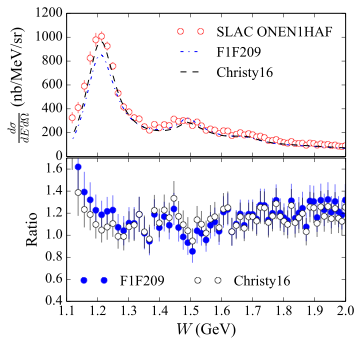 1200
1000
800
600
400
200
0
dσ/dE′dΩ (nb/MeV/sr)
SLAC ONEN1HAF
F1F209
Christy16
1.6
1.4
1.2
1.0
0.8
0.6
0.4
Ratio
F1F209 Christy16
1.1 1.2 1.3 1.4 1.5 1.6 1.7 1.8 1.9 2.0
W (GeV)